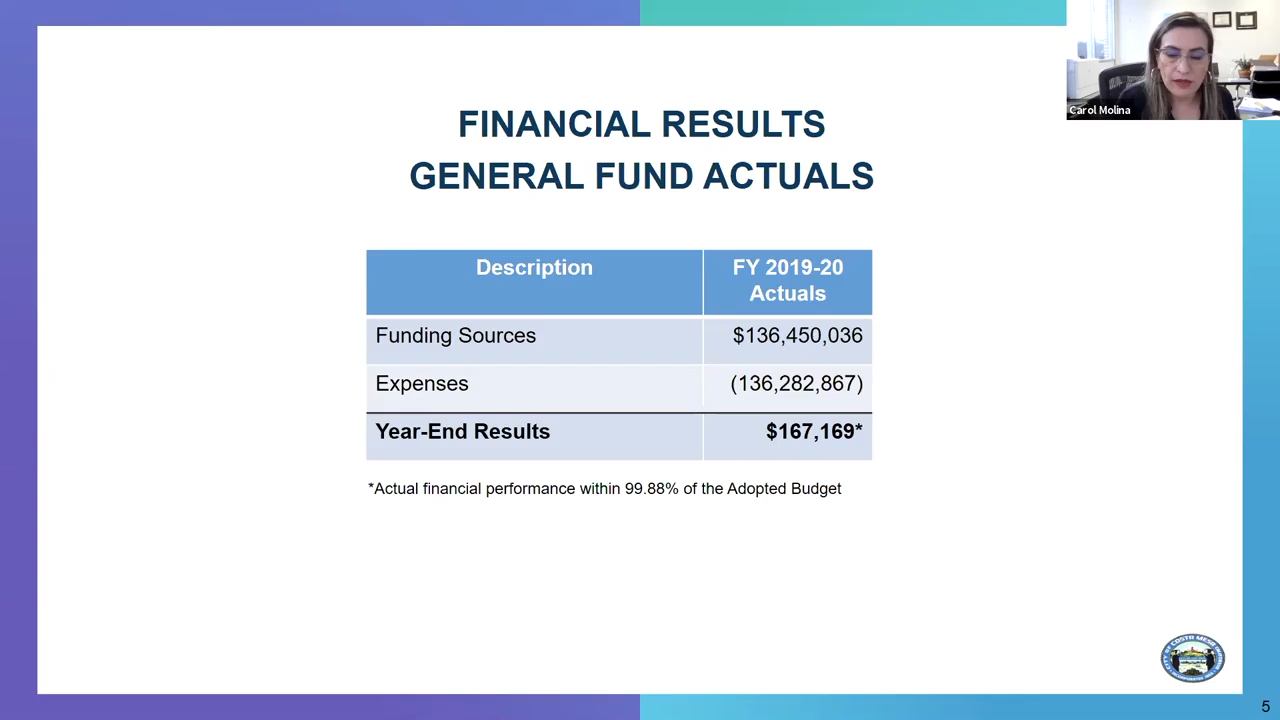 Carol Molina
FINANCIAL RESULTS
GENERAL FUND ACTUALS
Description
FY 2019-20
Actuals
Funding Sources
$136,450,036
Expenses
(136,282,867)
Year-End Results
$167,169*
*Actual financial performance within 99.88% of the Adopted Budget
5